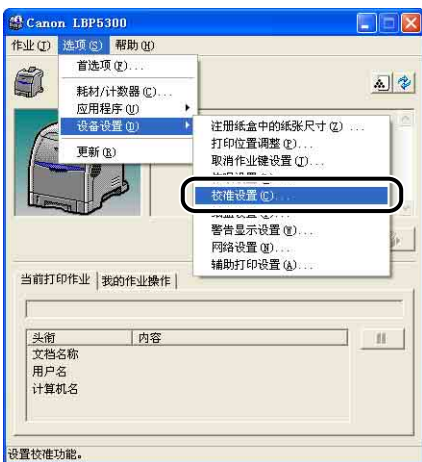 Canon LBP5300
作业(J) 选项(S) 帮助(H)
首选项(P)...
耗材/计数器(C)...
应用程序(U)
设备设置(D)
更新(R)
注册纸盒中的纸张尺寸(Z) ...
打印位置调整(P)...
取消作业键设置(J)...
校准设置(C)...
警告显示设置(W)...
网络设置(N)...
辅助打印设置(A)...
当前打印作业 我的作业操作
头衔 内容
文档名称
用户名
计算机名
设置校准功能。